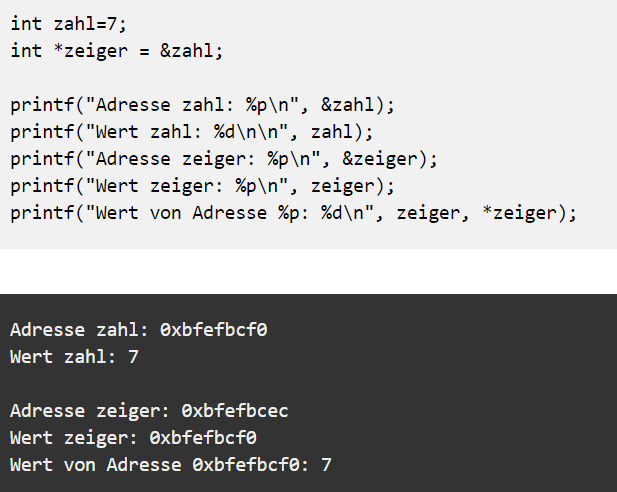 int zahl=7;
int *zeiger = &zahl;
printf("Adresse zahl: %p\n", &zahl);
printf("Wert zahl: %d\n\n", zahl);
printf("Adresse zeiger: %p\n", &zeiger);
printf("Wert zeiger: %p\n", zeiger);
printf("Wert von Adresse %p: %d\n", zeiger, *zeiger);
Adresse zahl: 0xbfefbcf0
Wert zahl: 7
Adresse zeiger: 0xbfefbcec
Wert zeiger: 0xbfefbcf0
Wert von Adresse 0xbfefbcf0: 7